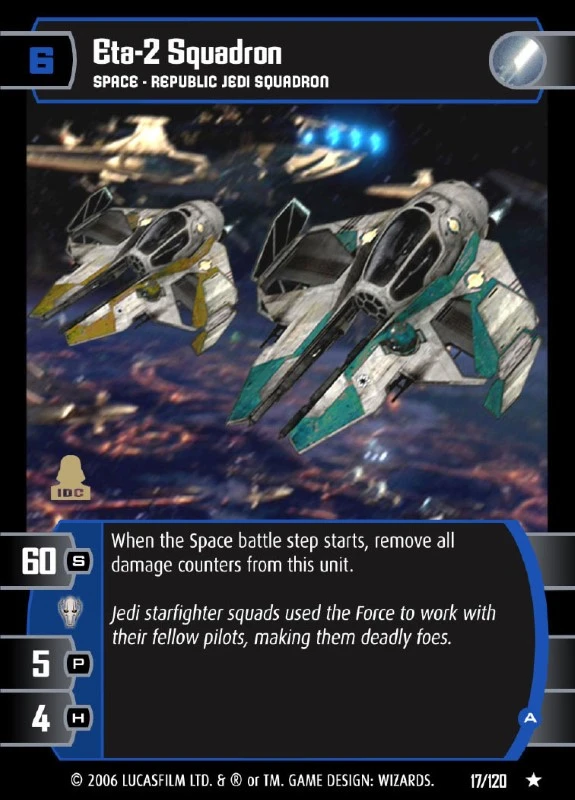 6
Eta-2 Squadron
SPACE - REPUBLIC JEDI SQUADRON
IDC
60 S
When the Space battle step starts, remove all
damage counters from this unit.
Jedi starfighter squads used the Force to work with
their fellow pilots, making them deadly foes.
5 P
4 H
A
© 2006 LUCASFILM LTD. & ® or TM. GAME DESIGN: WIZARDS. 17/120 ★